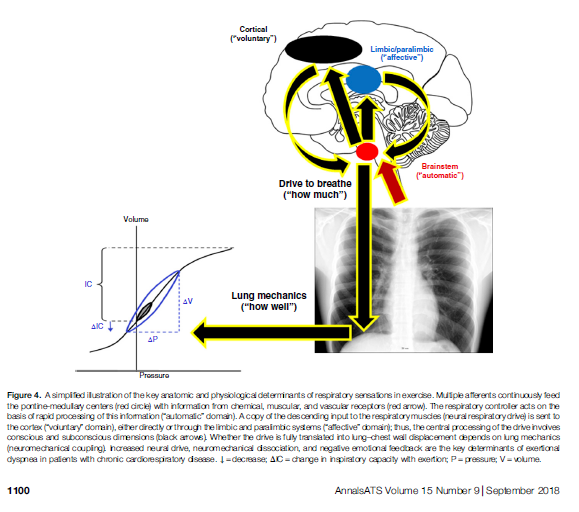 Cortical
("voluntary")
Limbic/paralimbic
("affective")
Brainstem
("automatic")
Drive to breathe
("how much")
Volume
IC
ΔIC
ΔV
ΔP
Pressure
Lung mechanics
("how well")
Figure 4. A simplified illustration of the key anatomic and physiological determinants of respiratory sensations in exercise. Multiple afferents continuously feed
the pontine-medullary centers (red circle) with information from chemical, muscular, and vascular receptors (red arrow). The respiratory controller acts on the
basis of rapid processing of this information ("automatic" domain). A copy of the descending input to the respiratory muscles (neural respiratory drive) is sent to
the cortex ("voluntary" domain), either directly or through the limbic and paralimbic systems ("affective" domain); thus, the central processing of the drive involves
conscious and subconscious dimensions (black arrows). Whether the drive is fully translated into lung–chest wall displacement depends on lung mechanics
(neuromechanical coupling). Increased neural drive, neuromechanical dissociation, and negative emotional feedback are the key determinants of exertional
dyspnea in patients with chronic cardiorespiratory disease. ↓ = decrease; ΔIC = change in inspiratory capacity with exertion; P = pressure; V = volume.
1100
AnnalsATS Volume 15 Number 9 | September 2018